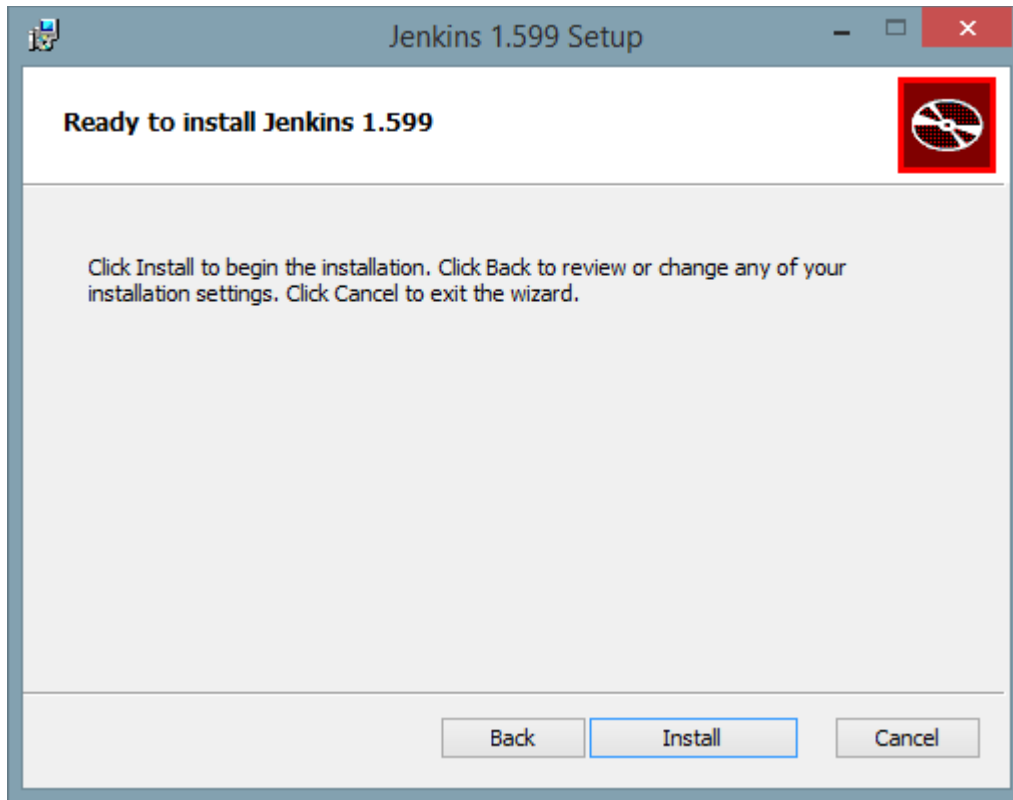 Jenkins 1.599 Setup
Ready to install Jenkins 1.599
Click Install to begin the installation. Click Back to review or change any of your
installation settings. Click Cancel to exit the wizard.
Back
Install
Cancel